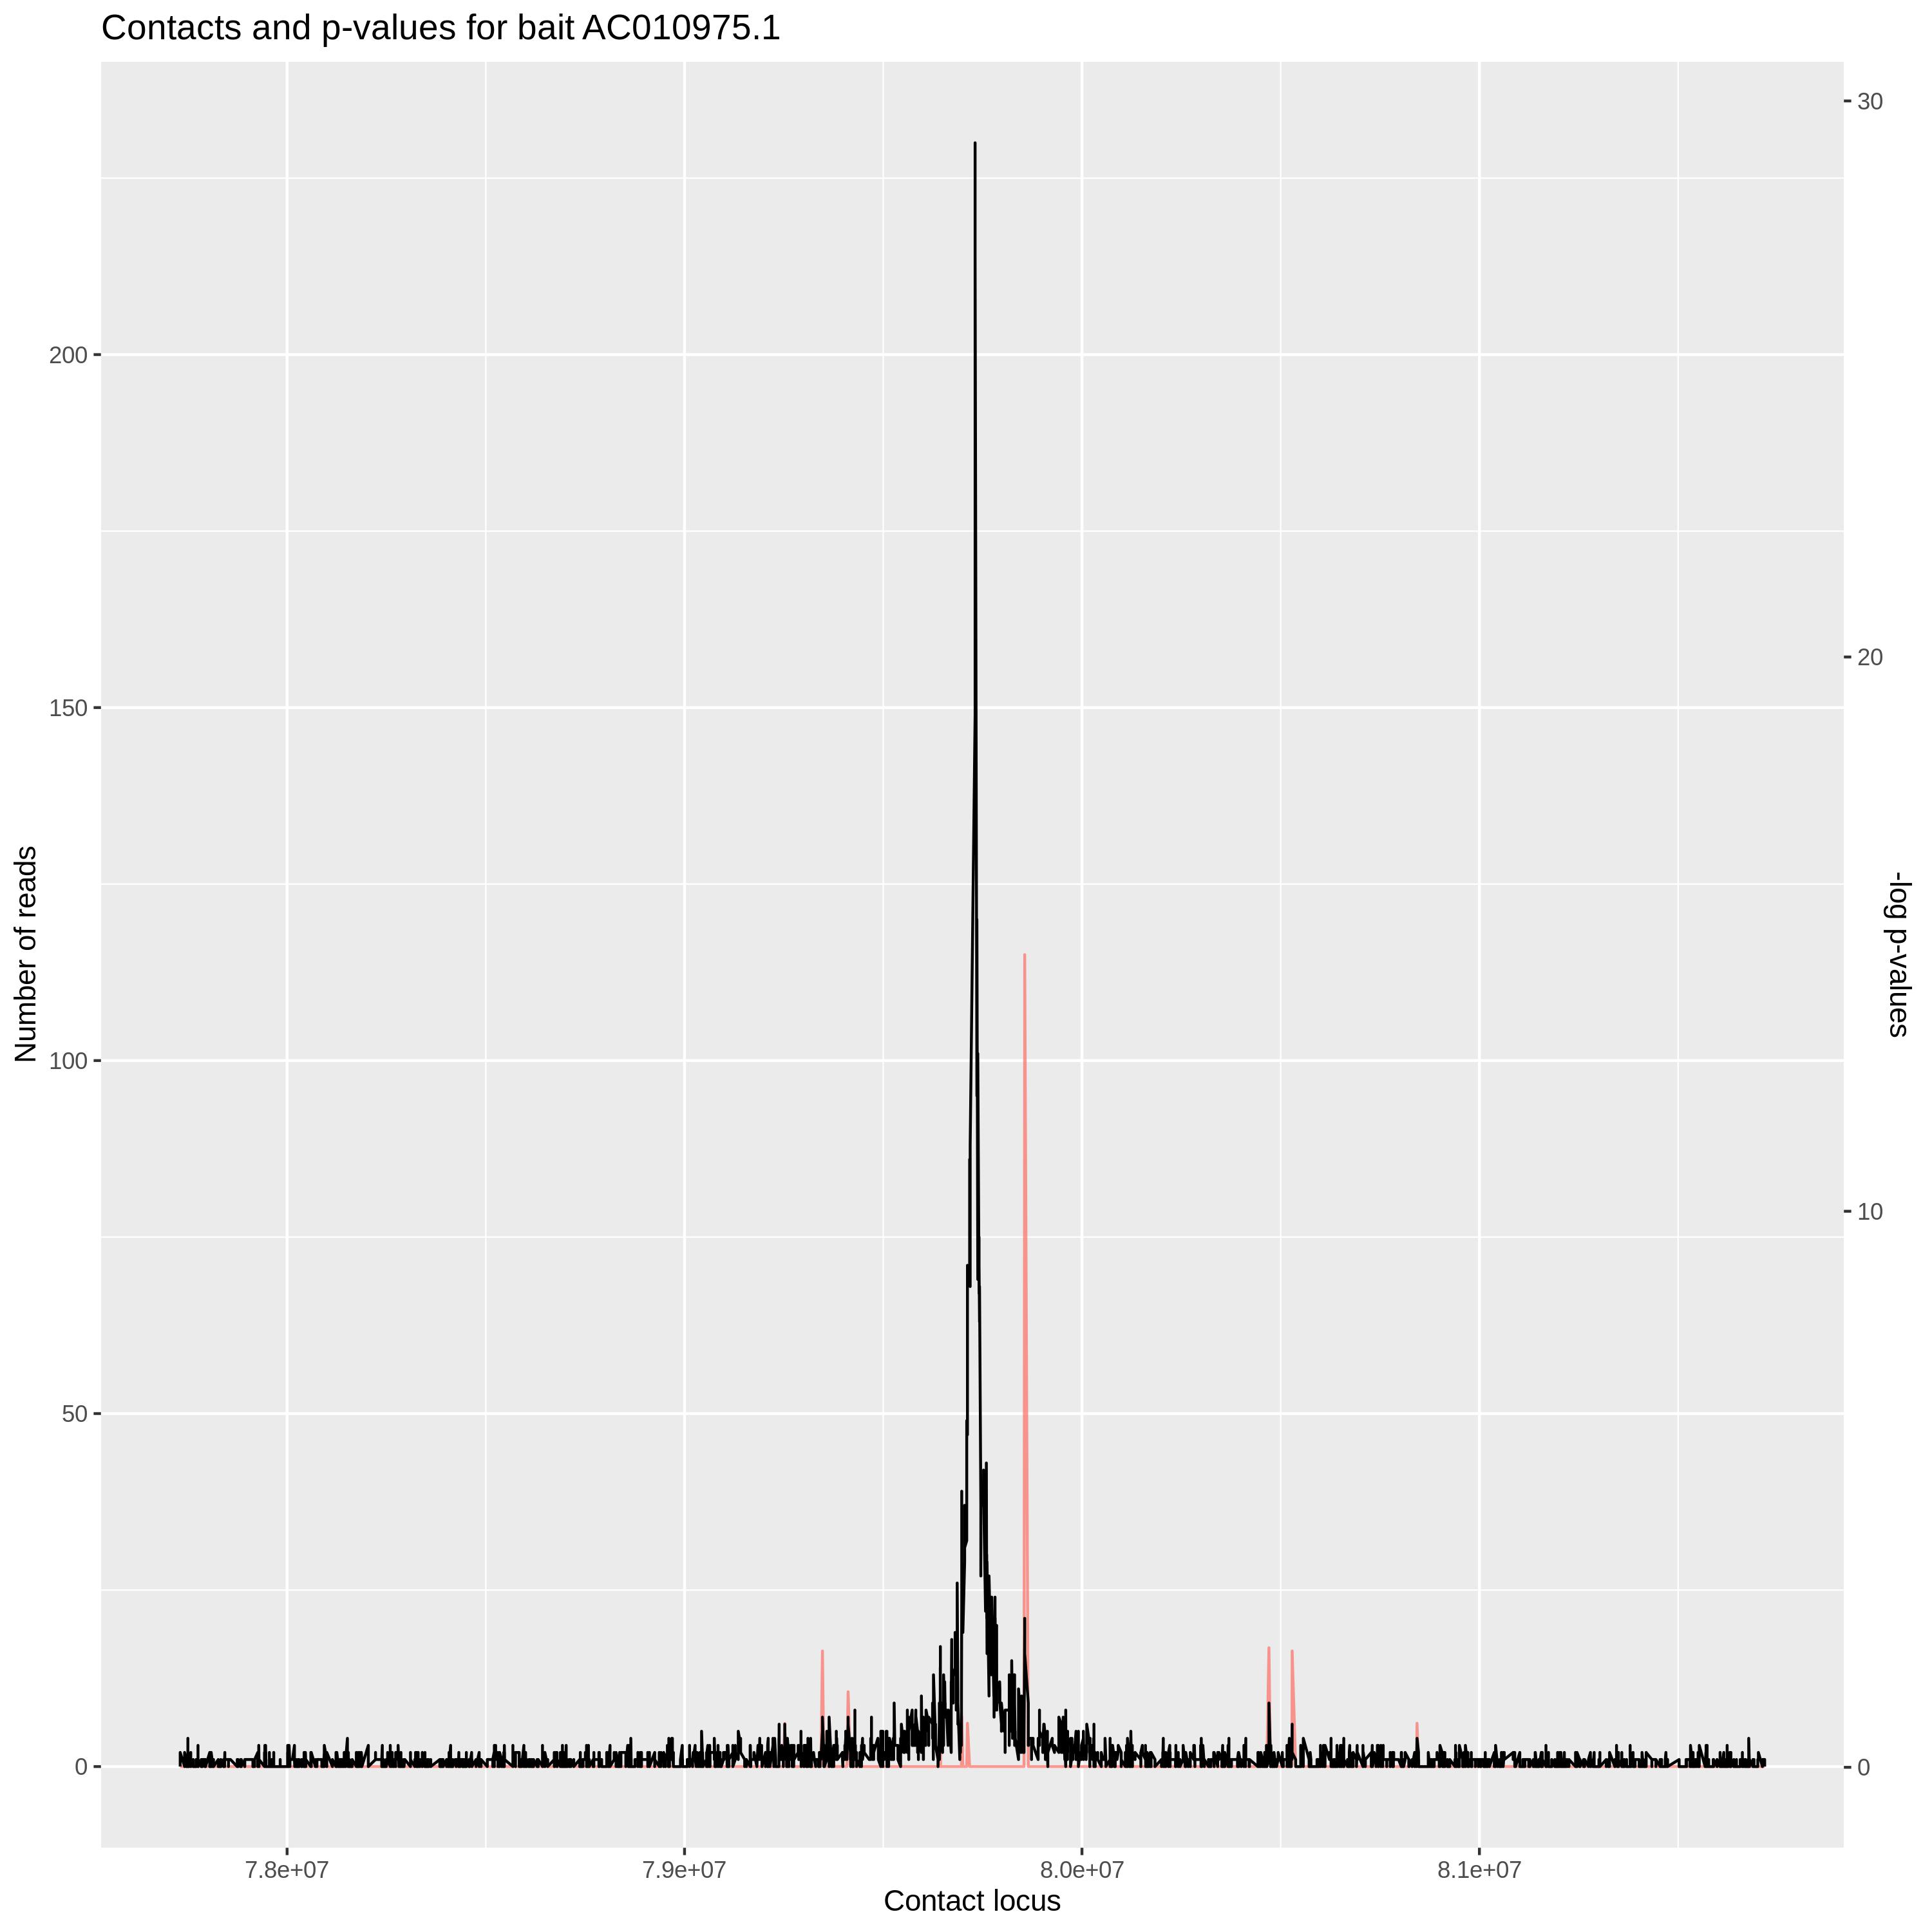 Contacts and p-values for bait AC010975.1
30
200
20
150
Number of reads
-log p-values
100
10
50
0
0
7.8e+07
7.9e+07
8.0e+07
8.1e+07
Contact locus